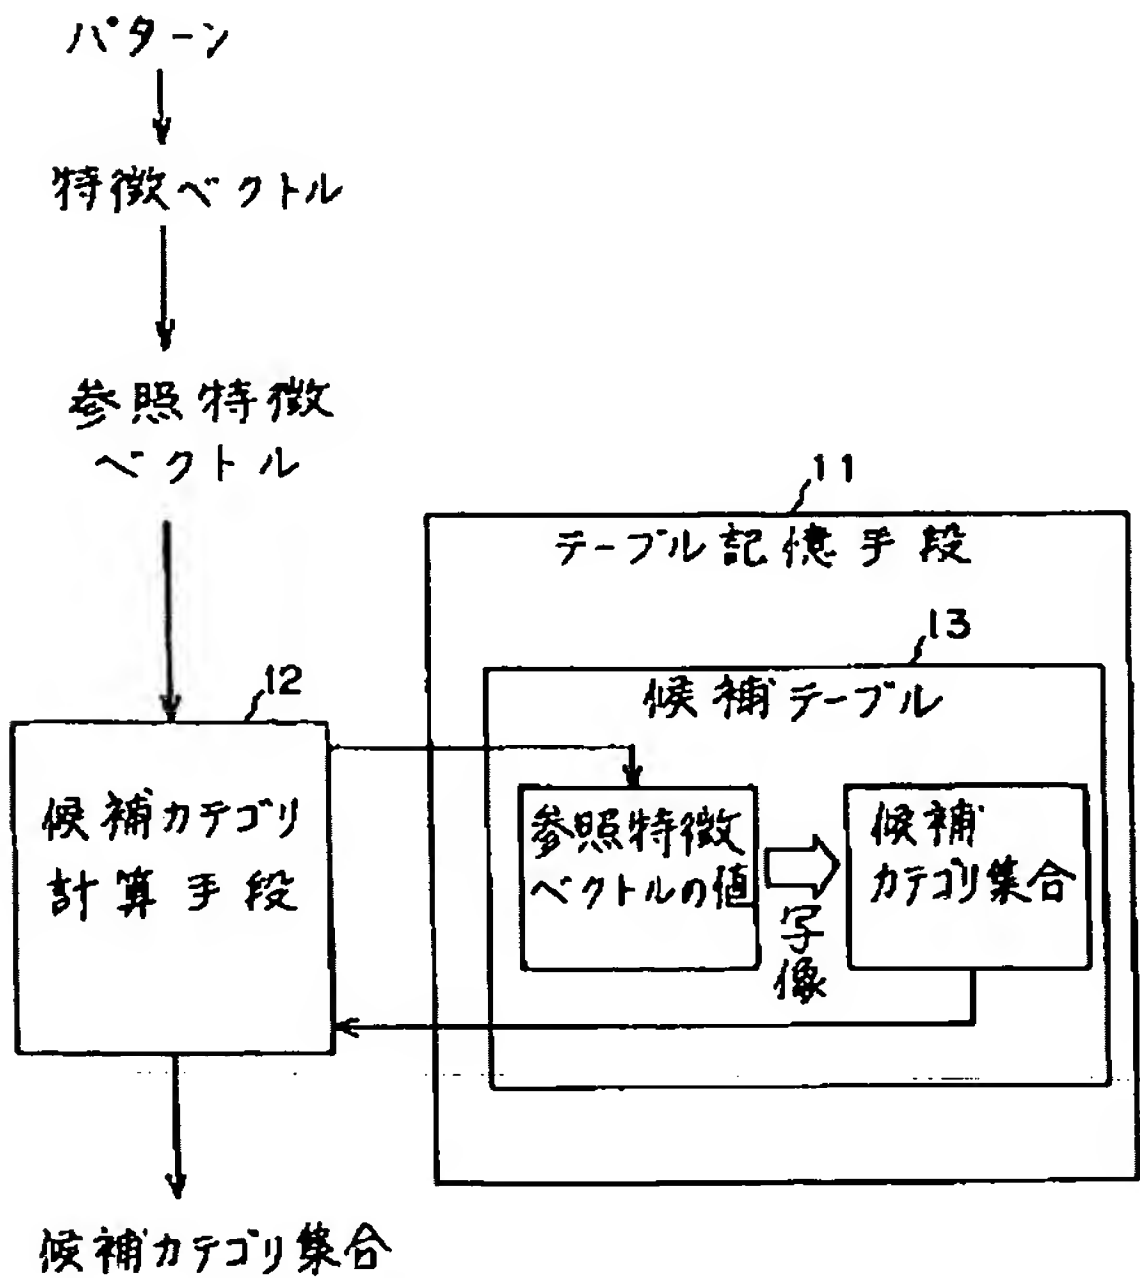 パターン
特徴ベクトル
参照特徴
ベクトル
11
テーブル記憶手段
13
候補テーブル
12
候補カテゴリ
計算手段
参照特徴
ベクトルの値
写
像
候補
カテゴリ集合
候補カテゴリ集合